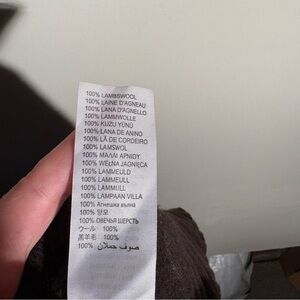 100% LAMBSWOOL
100% LAINE D'AGNEAU
100% LANA D'AGNELLO
100% LAMMWOLLE
100% KUZU YÜNÜ
100% LANA DE ANINO
100% LÃ DE CORDEIRO
100% LAMSWOL
100% ΜΑΛΛΙ ΑΡΝΙΟΥ
100% WEŁNA JAGNIĘCA
100% LAMMEULD
100% LAMMEULL
100% LAMMULL
100% LAMPAAN VILLA
100% Агнешка вълна
100% 양모
100% ОВЕЧЬЯ ШЕРСТЬ
ウール 100%
黒羊毛 100%
100% صوف حملان